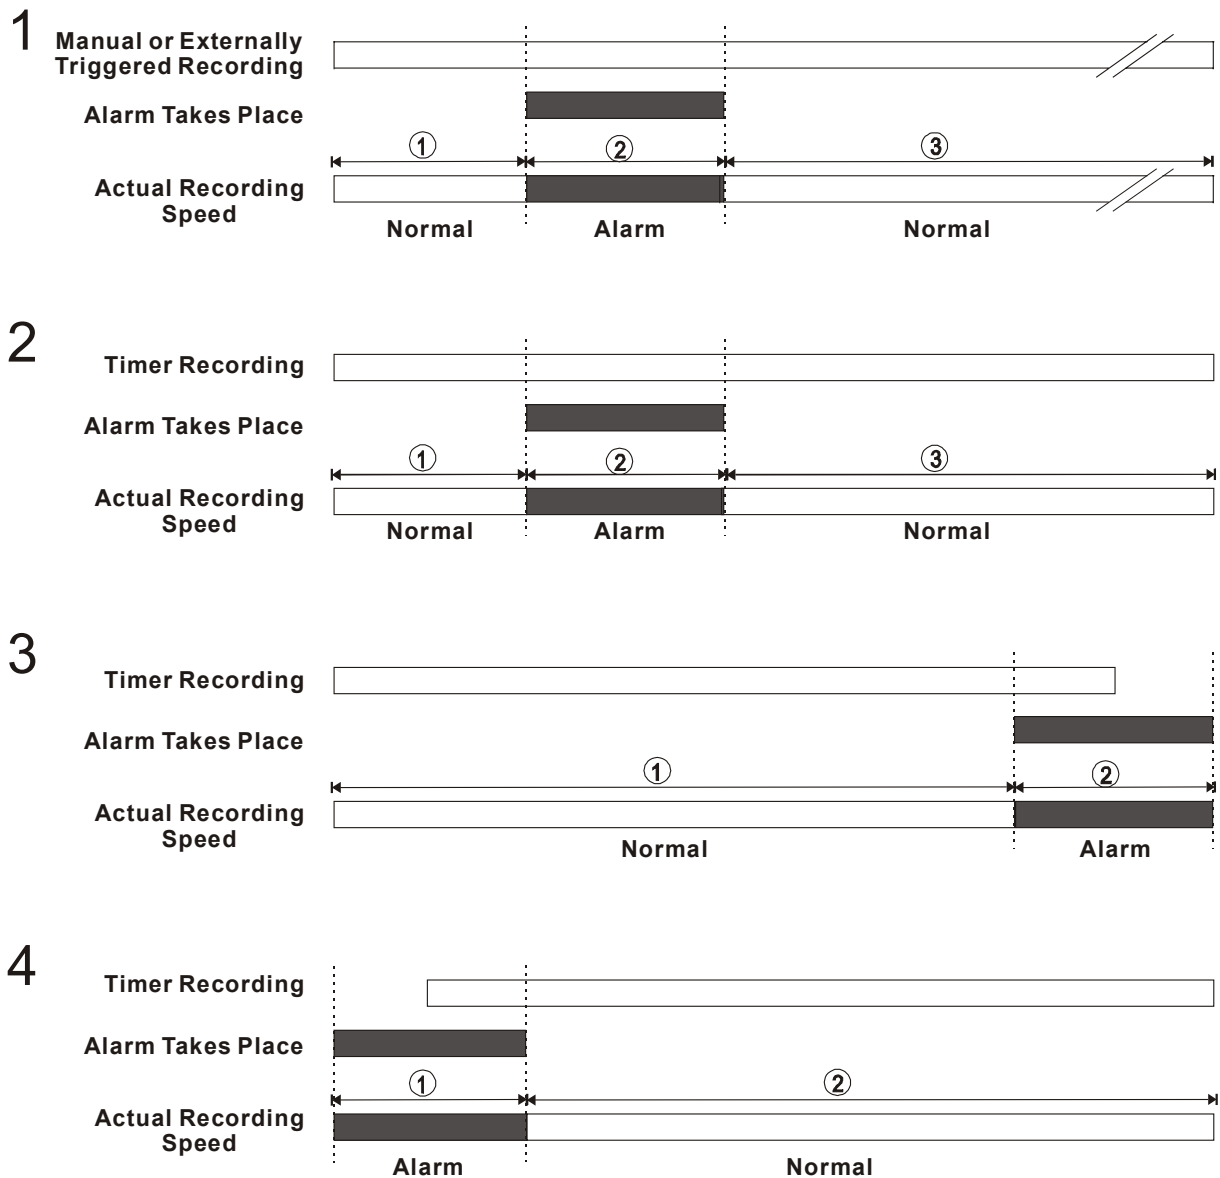 1
Manual or Externally
Triggered Recording
Alarm Takes Place
① ② ③
Actual Recording
Speed
Normal Alarm Normal
2
Timer Recording
Alarm Takes Place
① ② ③
Actual Recording
Speed
Normal Alarm Normal
3
Timer Recording
Alarm Takes Place
① ②
Actual Recording
Speed
Normal Alarm
4
Timer Recording
Alarm Takes Place
① ②
Actual Recording
Speed
Alarm Normal